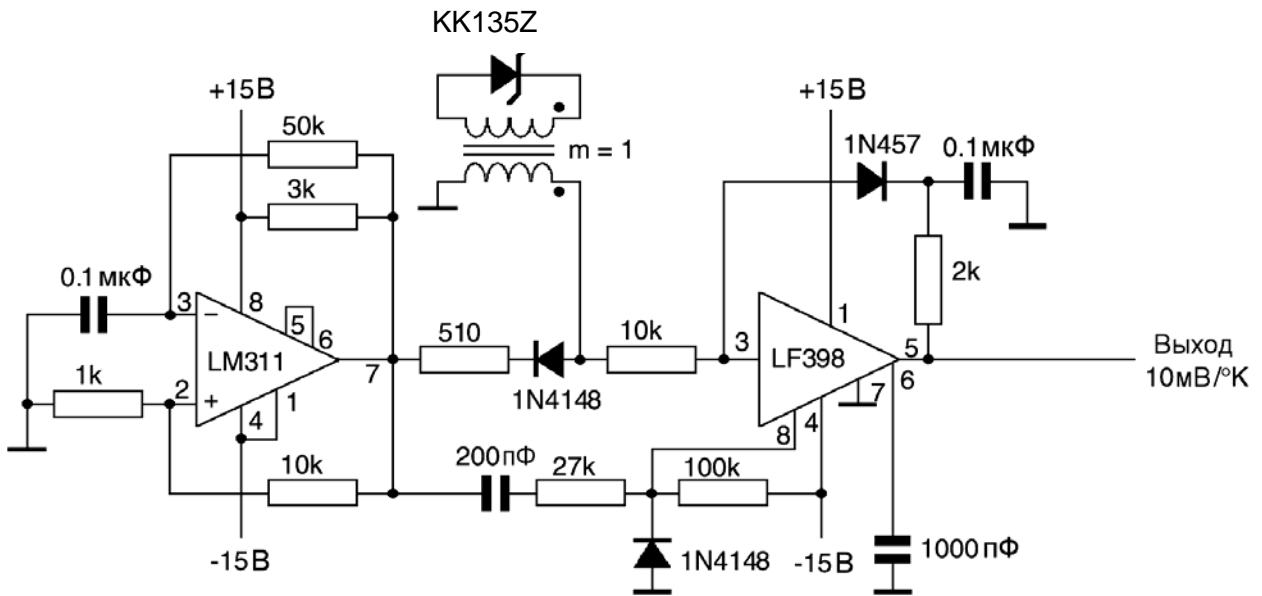 KK135Z
+15В
+15В
50k
m = 1
1N457
0.1мкФ
3k
0.1мкФ
3
−
8
5
6
2k
1
LM311
7
510
10k
3
LF398
5
Выход
10мВ/°K
1k
2
+
4
1
1N4148
6
7
8
4
10k
200пФ
27k
100k
-15В
1N4148
-15В
1000пФ